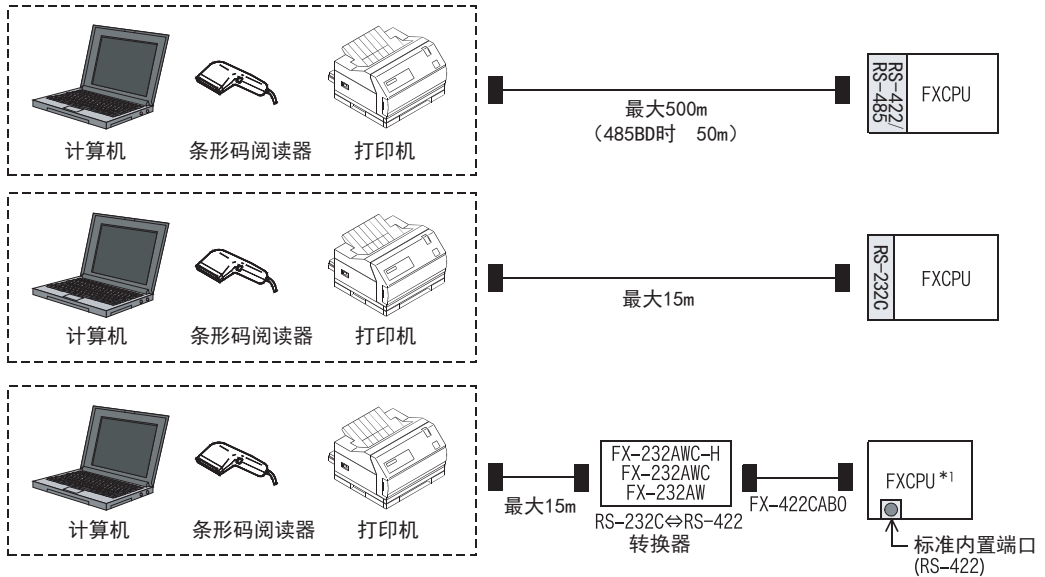 计算机
条形码阅读器
打印机
最大500m
（485BD时 50m）
RS-422/
RS-485
FXCPU
计算机
条形码阅读器
打印机
最大15m
RS-232C
FXCPU
计算机
条形码阅读器
打印机
最大15m
FX-232AWC-H
FX-232AWC
FX-232AW
RS-232C⇔RS-422
转换器
FX-422CAB0
FXCPU*1
标准内置端口
(RS-422)